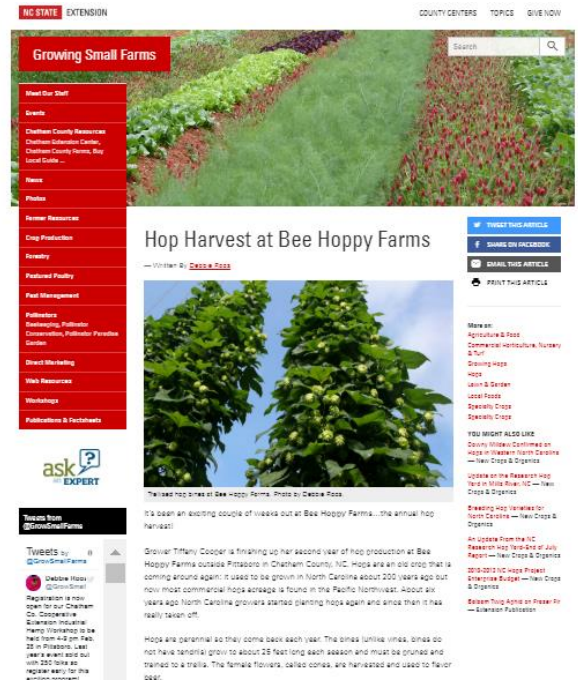 NC STATE EXTENSION
COUNTY CENTERS TOPICS GIVE NOW
Growing Small Farms
Search
Meet Our Staff
Events
Chatham County Resources
Chatham Extension Center,
Chatham County Farms, Buy
Local Guide ...
News
Photos
Farmer Resources
Crop Production
Forestry
Pastured Poultry
Pest Management
Pollinators
Beekeeping, Pollinator
Conservation, Pollinator Paradise
Garden
Direct Marketing
Web Resources
Workshops
Publications & Factsheets
ask an EXPERT
Tweets from
@GrowSmallFarms
Tweets by
@GrowSmallFarms
Debbie Roos
@GrowSmall
Registration is now
open for our Chatham
Co. Cooperative
Extension Industrial
Hemp Workshop to be
held from 4-8 pm Feb.
28 in Pittsboro. Last
year's event sold out
with 250 folks so
register early for this
exciting program!
Hop Harvest at Bee Hoppy Farms
— Written By Debbie Roos
Trellised hop bines at Bee Hoppy Farms. Photo by Debbie Roos.
It's been an exciting couple of weeks out at Bee Hoppy Farms...the annual hop
harvest!
Grower Tiffany Cooper is finishing up her second year of hop production at Bee
Hoppy Farms outside Pittsboro in Chatham County, NC. Hops are an old crop that is
coming around again: it used to be grown in North Carolina about 200 years ago but
now most commercial hops acreage is found in the Pacific Northwest. About six
years ago North Carolina growers started planting hops again and since then it has
really taken off.
Hops are perennial so they come back each year. The bines (unlike vines, bines do
not have tendrils) grow to about 25 feet long each season and must be pruned and
trained to a trellis. The female flowers, called cones, are harvested and used to flavor
beer.
TWEET THIS ARTICLE
SHARE ON FACEBOOK
EMAIL THIS ARTICLE
PRINT THIS ARTICLE
More on:
Agriculture & Food
Commercial Horticulture, Nursery
& Turf
Growing Hops
Hops
Lawn & Garden
Local Foods
Specialty Crops
Specialty Crops
YOU MIGHT ALSO LIKE
Downy Mildew Confirmed on
Hops in Western North Carolina
— New Crops & Organics
Update on the Research Hop
Yard in Mills River, NC — New
Crops & Organics
Breeding Hop Varieties for
North Carolina — New Crops &
Organics
An Update From the NC
Research Hop Yard-End of July
Report — New Crops & Organics
2010-2013 NC Hops Project
Enterprise Budget — New Crops
& Organics
Balsam Twig Aphid on Fraser Fir
— Extension Publication